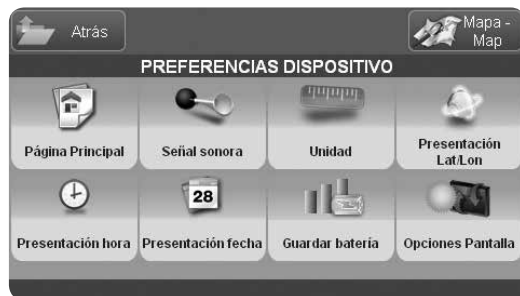 Atrás
Mapa -
Map
PREFERENCIAS DISPOSITIVO
Página Principal
Señal sonora
Unidad
Presentación
Lat/Lon
28
Presentación hora
Presentación fecha
Guardar batería
Opciones Pantalla